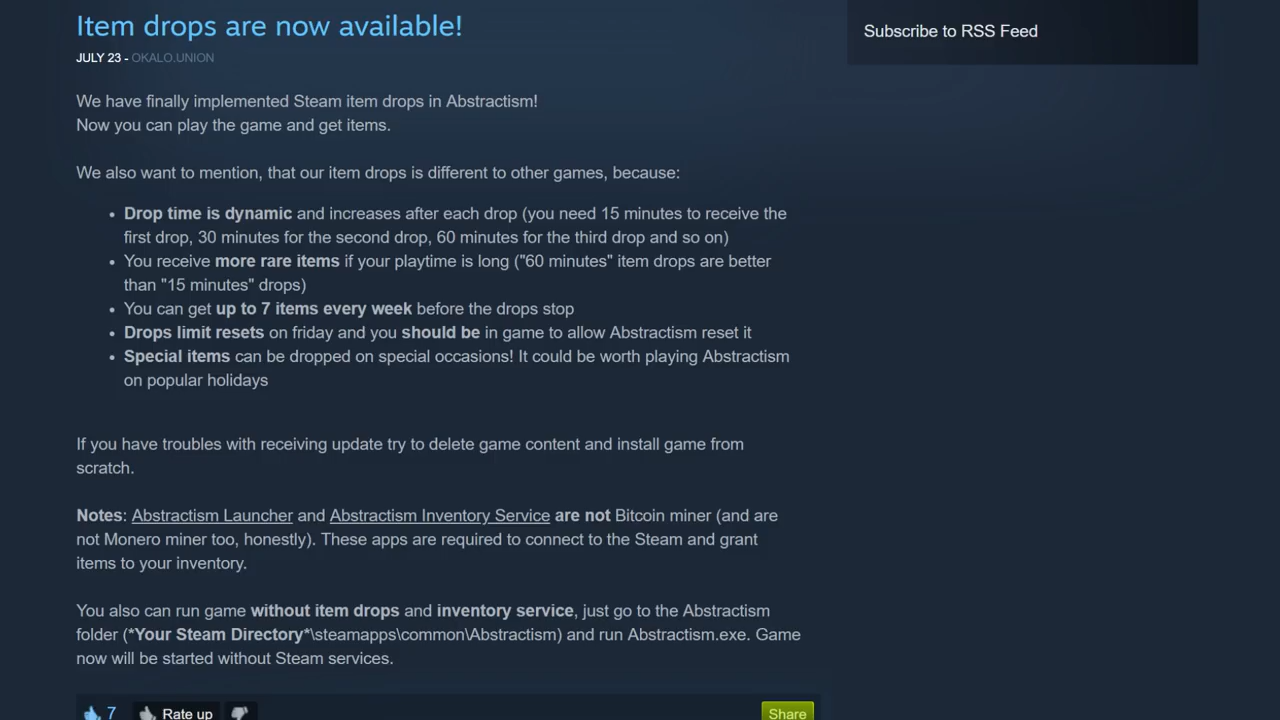 Item drops are now available!
Subscribe to RSS Feed
JULY 23 - OKALO.UNION
We have finally implemented Steam item drops in Abstractism!
Now you can play the game and get items.
We also want to mention, that our item drops is different to other games, because:
• Drop time is dynamic and increases after each drop (you need 15 minutes to receive the
first drop, 30 minutes for the second drop, 60 minutes for the third drop and so on)
• You receive more rare items if your playtime is long ("60 minutes" item drops are better
than "15 minutes" drops)
• You can get up to 7 items every week before the drops stop
• Drops limit resets on friday and you should be in game to allow Abstractism reset it
• Special items can be dropped on special occasions! It could be worth playing Abstractism
on popular holidays
If you have troubles with receiving update try to delete game content and install game from
scratch.
Notes: Abstractism Launcher and Abstractism Inventory Service are not Bitcoin miner (and are
not Monero miner too, honestly). These apps are required to connect to the Steam and grant
items to your inventory.
You also can run game without item drops and inventory service, just go to the Abstractism
folder (*Your Steam Directory*\steamapps\common\Abstractism) and run Abstractism.exe. Game
now will be started without Steam services.
7 Rate up Share